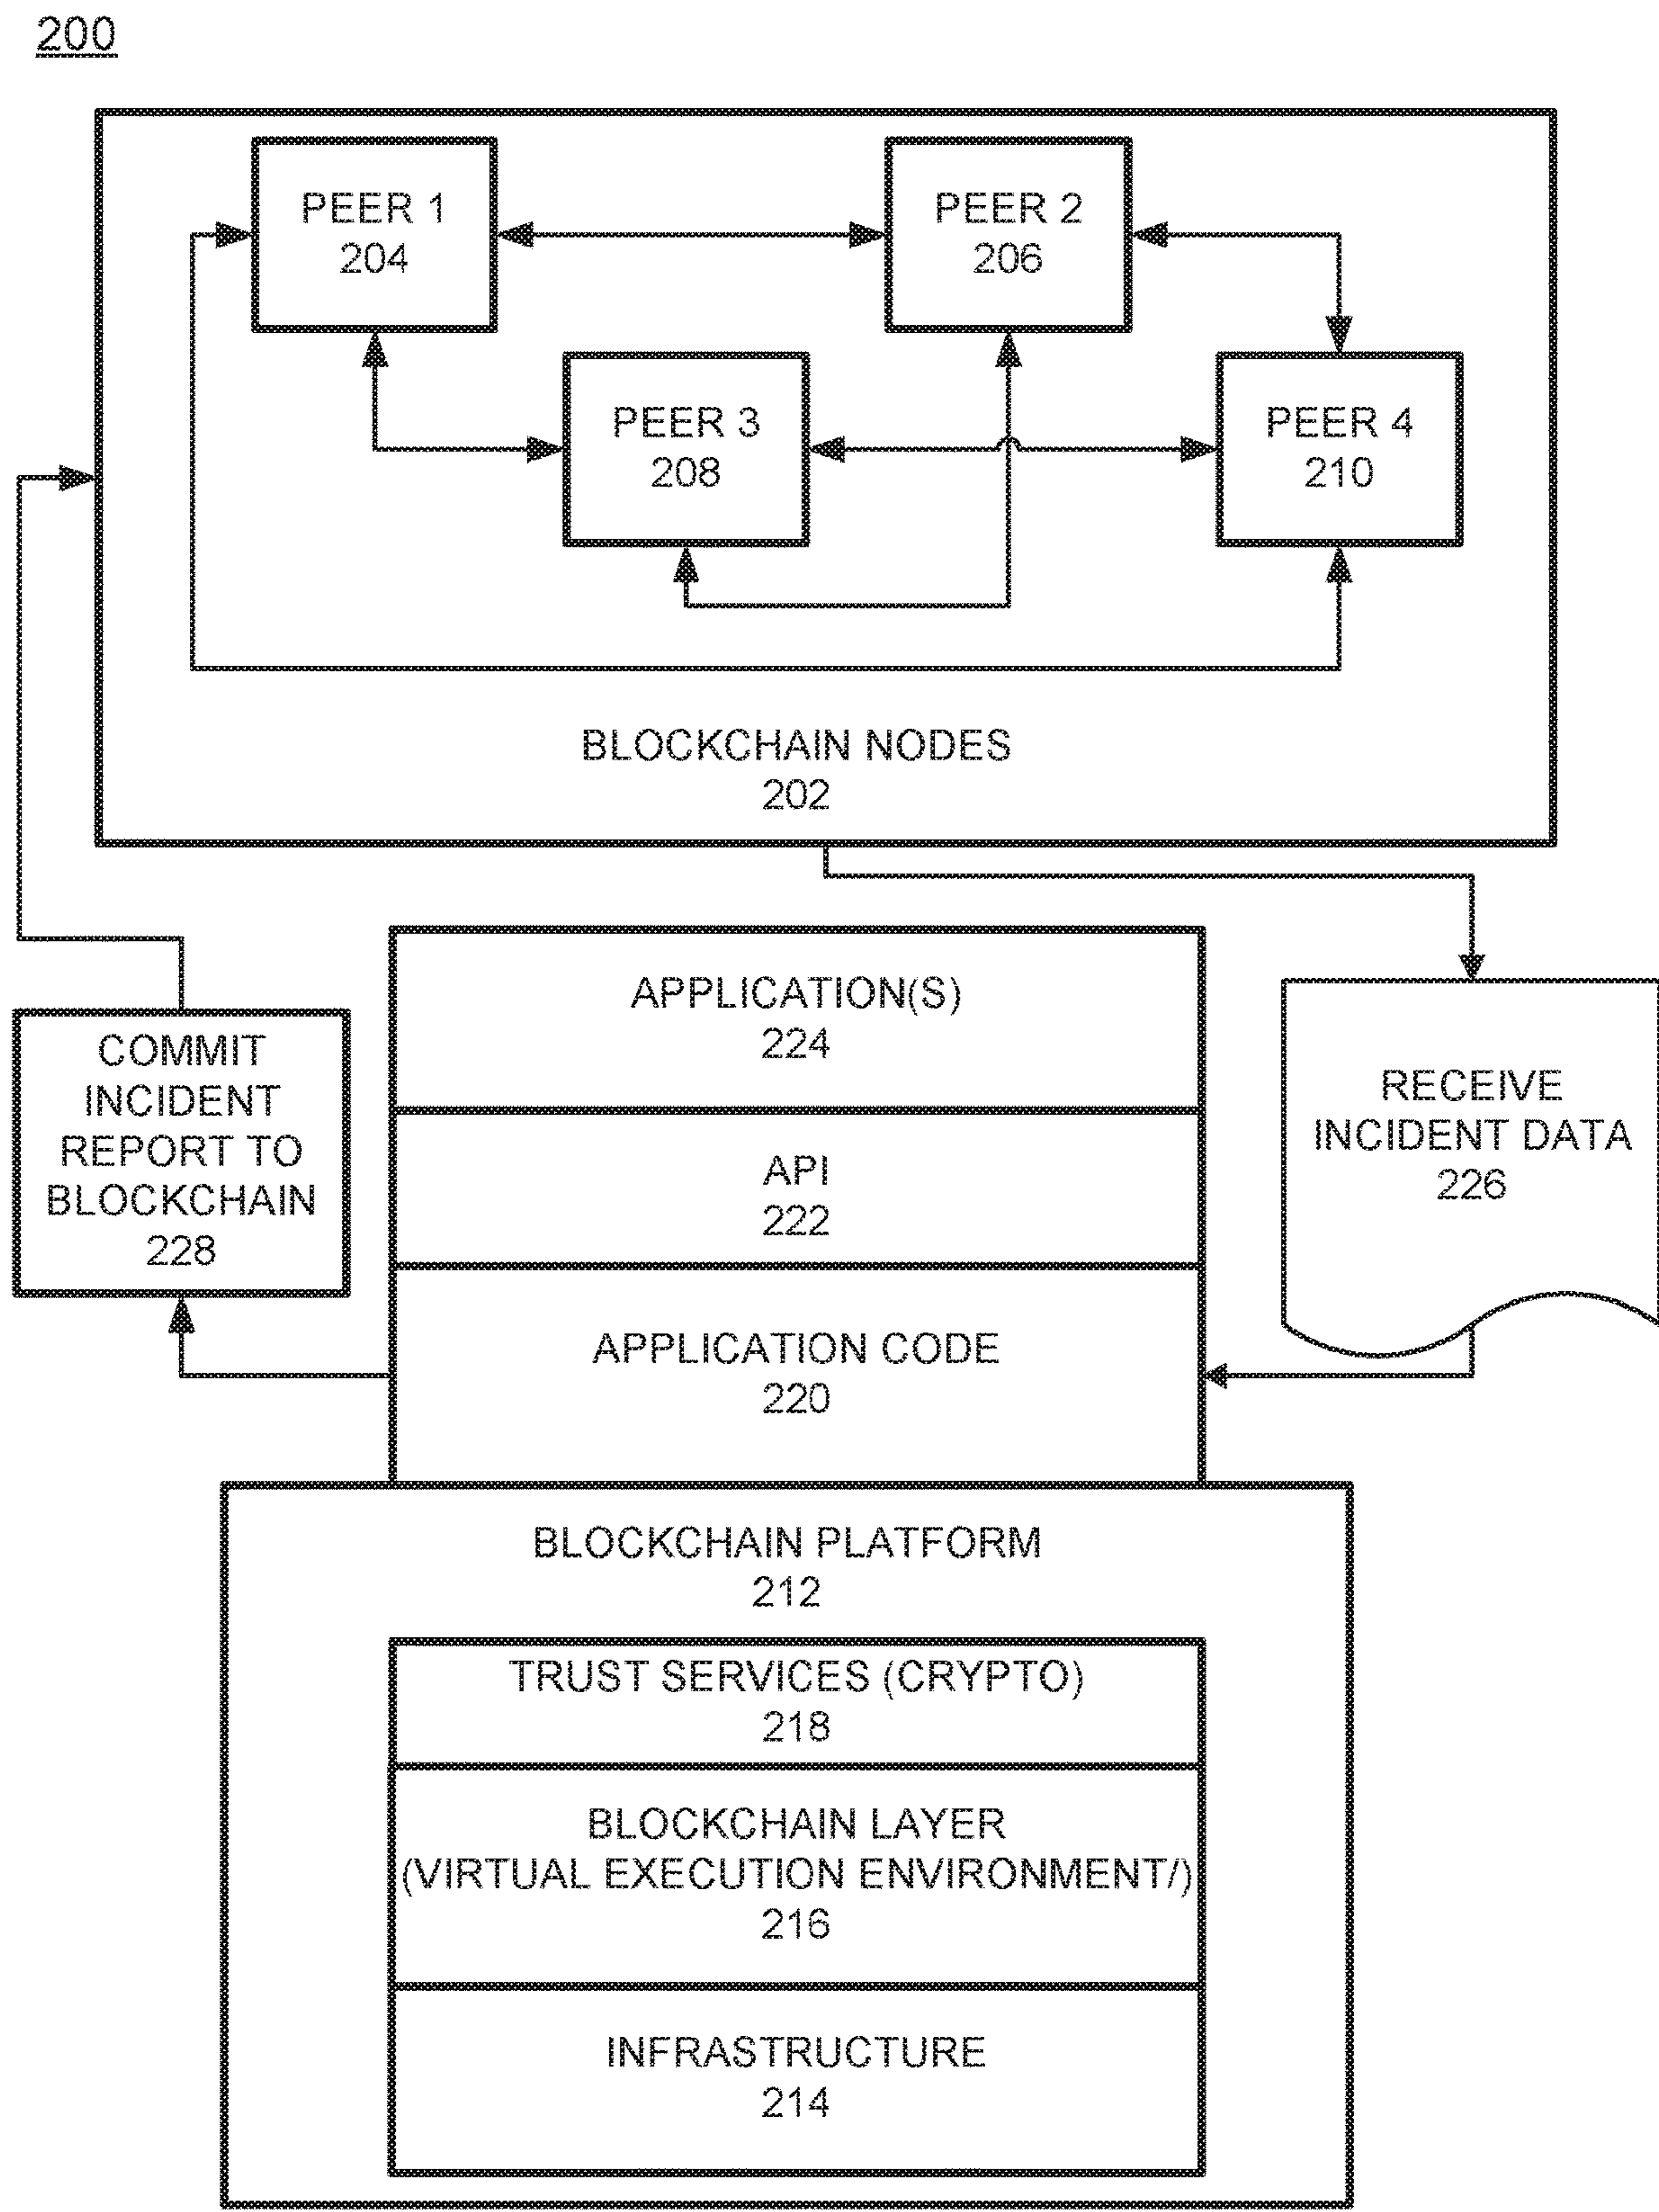 200
PEER 1
204
PEER 2
206
PEER 3
208
PEER 4
210
BLOCKCHAIN NODES
202
APPLICATION(S)
224
COMMIT
INCIDENT
REPORT TO
BLOCKCHAIN
228
RECEIVE
INCIDENT DATA
226
API
222
APPLICATION CODE
220
BLOCKCHAIN PLATFORM
212
TRUST SERVICES (CRYPTO)
218
BLOCKCHAIN LAYER
(VIRTUAL EXECUTION ENVIRONMENT/)
216
INFRASTRUCTURE
214